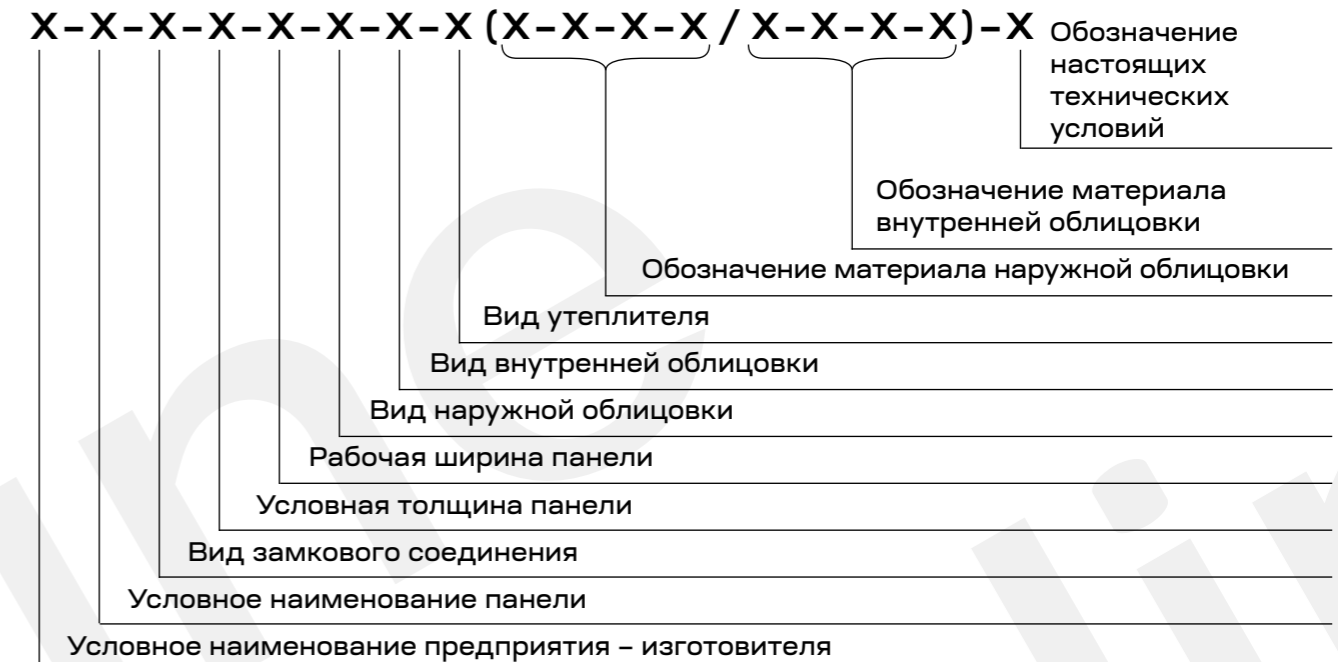 X–X–X–X–X–X–X–X (X–X–X–X / X–X–X–X)–X
Обозначение
настоящих
технических
условий
Обозначение материала
внутренней облицовки
Обозначение материала наружной облицовки
Вид утеплителя
Вид внутренней облицовки
Вид наружной облицовки
Рабочая ширина панели
Условная толщина панели
Вид замкового соединения
Условное наименование панели
Условное наименование предприятия – изготовителя